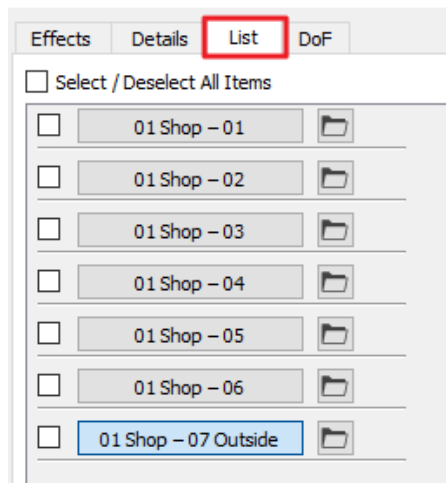 Effects Details List DoF
Select / Deselect All Items
01 Shop – 01
01 Shop – 02
01 Shop – 03
01 Shop – 04
01 Shop – 05
01 Shop – 06
01 Shop – 07 Outside